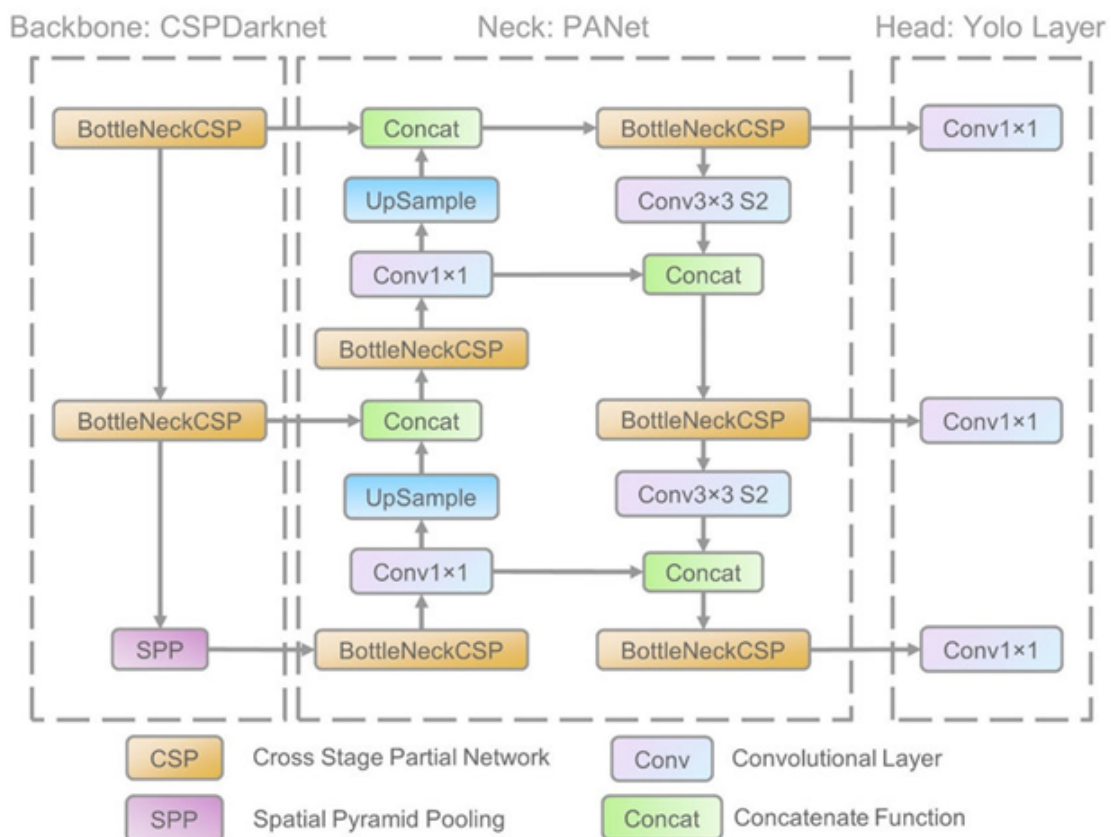 Backbone: CSPDarknet
Neck: PANet
Head: Yolo Layer
BottleNeckCSP
Concat
BottleNeckCSP
Conv1×1
UpSample
Conv3×3 S2
Conv1×1
Concat
BottleNeckCSP
BottleNeckCSP
Concat
BottleNeckCSP
Conv1×1
UpSample
Conv3×3 S2
Conv1×1
Concat
SPP
BottleNeckCSP
BottleNeckCSP
Conv1×1
CSP
Cross Stage Partial Network
Conv
Convolutional Layer
SPP
Spatial Pyramid Pooling
Concat
Concatenate Function